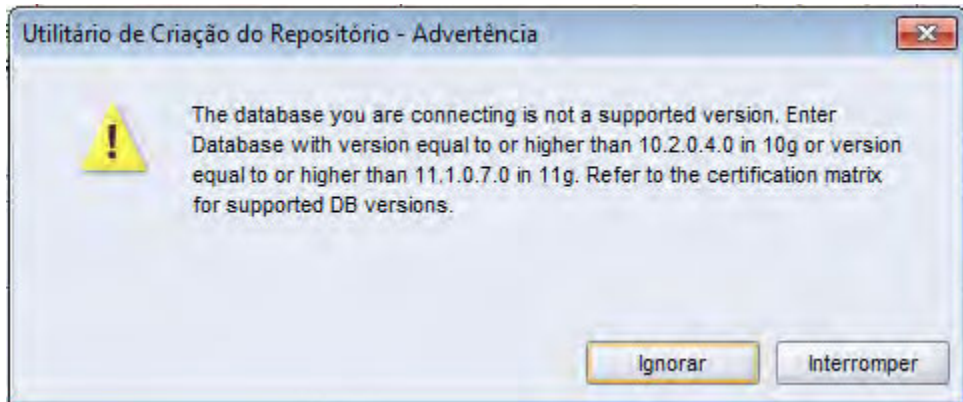 Utilitário de Criação do Repositório - Advertência
The database you are connecting is not a supported version. Enter
Database with version equal to or higher than 10.2.0.4.0 in 10g or version
equal to or higher than 11.1.0.7.0 in 11g. Refer to the certification matrix
for supported DB versions.
Ignorar
Interromper